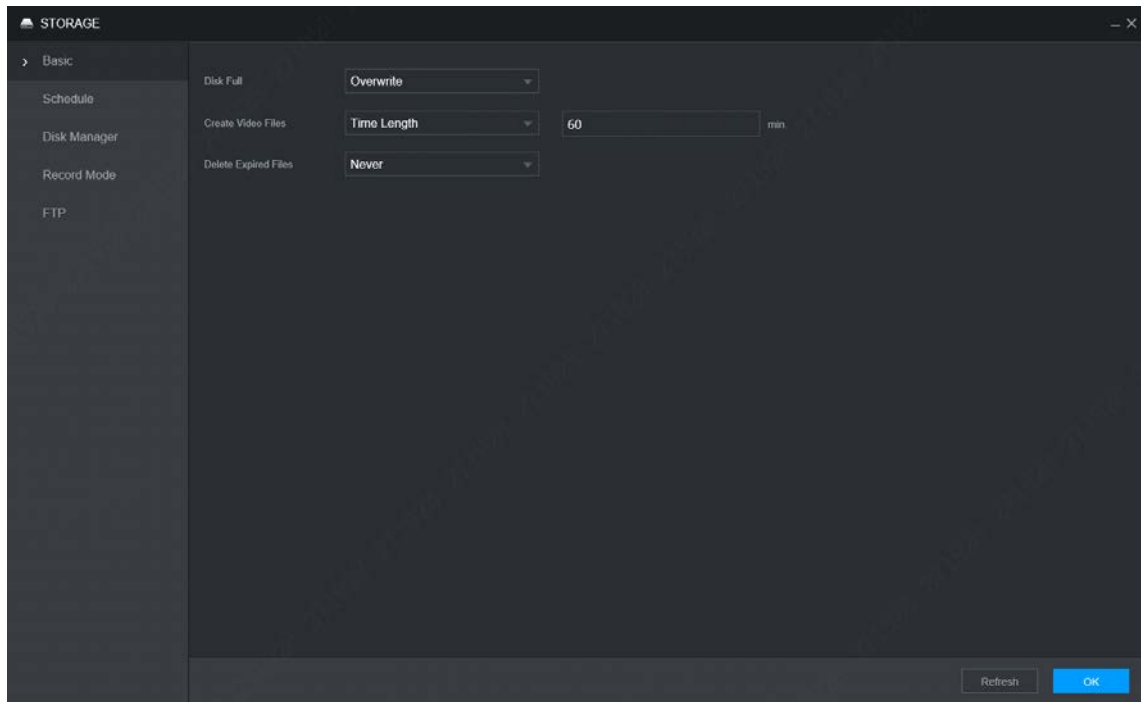 STORAGE
Basic
Schedule
Disk Manager
Record Mode
FTP
Disk Full Overwrite
Create Video Files Time Length 60 min
Delete Expired Files Never
Refresh OK